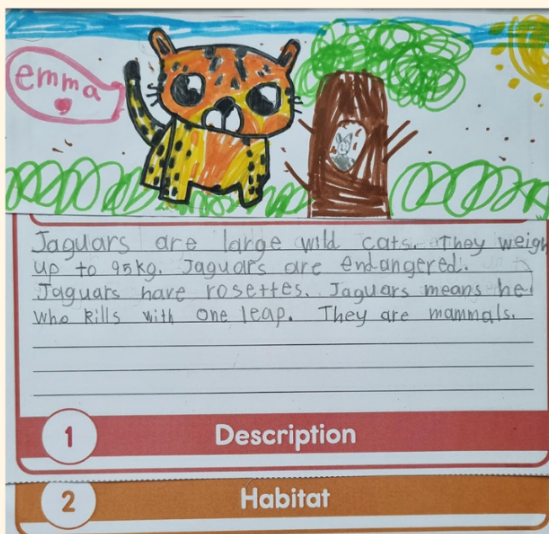 emma
Jaguars are large wild cats. They weigh
up to 95kg. Jaguars are endangered.
Jaguars have rosettes. Jaguars means he
who kills with one leap. They are mammals.
1 Description
2 Habitat